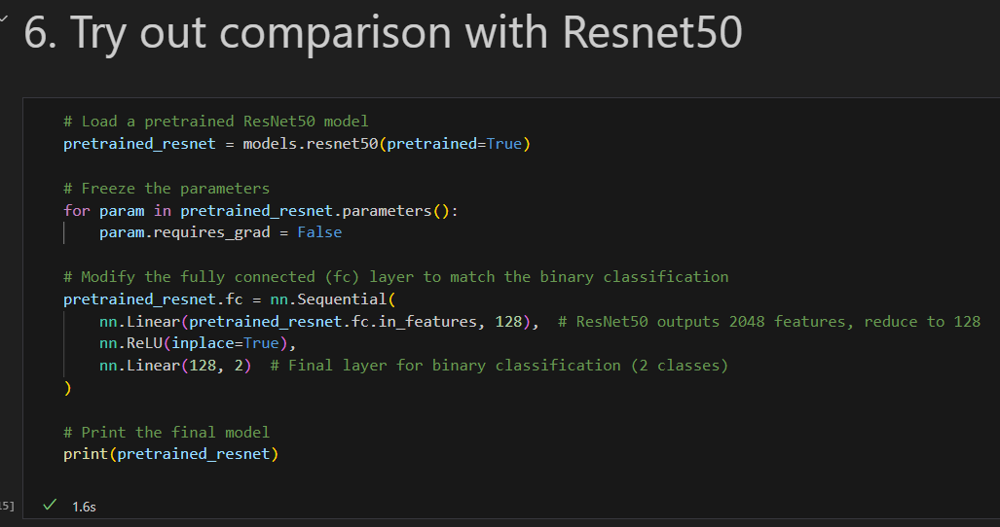 6. Try out comparison with Resnet50
# Load a pretrained ResNet50 model
pretrained_resnet = models.resnet50(pretrained=True)
# Freeze the parameters
for param in pretrained_resnet.parameters():
    param.requires_grad = False
# Modify the fully connected (fc) layer to match the binary classification
pretrained_resnet.fc = nn.Sequential(
    nn.Linear(pretrained_resnet.fc.in_features, 128),  # ResNet50 outputs 2048 features, reduce to 128
    nn.ReLU(inplace=True),
    nn.Linear(128, 2)  # Final layer for binary classification (2 classes)
)
# Print the final model
print(pretrained_resnet)
5] ✓ 1.6s